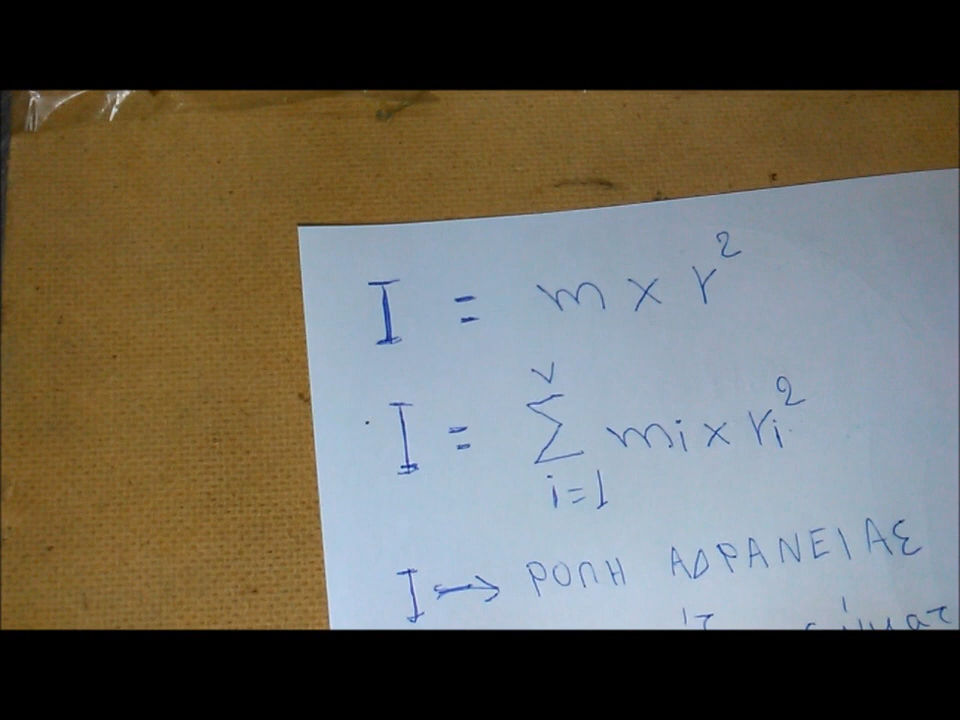 I = m x r²
I = Σ mi x ri² (i=1, ν)
I → ΡΟΠΗ ΑΔΡΑΝΕΙΑΣ